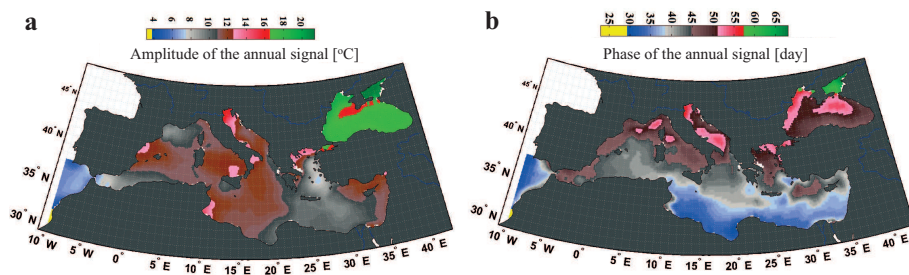 a
4 6 8 10 12 14 16 18 20
Amplitude of the annual signal [°C]
45°N
40°N
35°N
30°N
10°W
5°W
0°
5°E
10°E
15°E
20°E
25°E
30°E
35°E
40°E
b
25 30 35 40 45 50 55 60 65
Phase of the annual signal [day]
45°N
40°N
35°N
30°N
10°W
5°W
0°
5°E
10°E
15°E
20°E
25°E
30°E
35°E
40°E